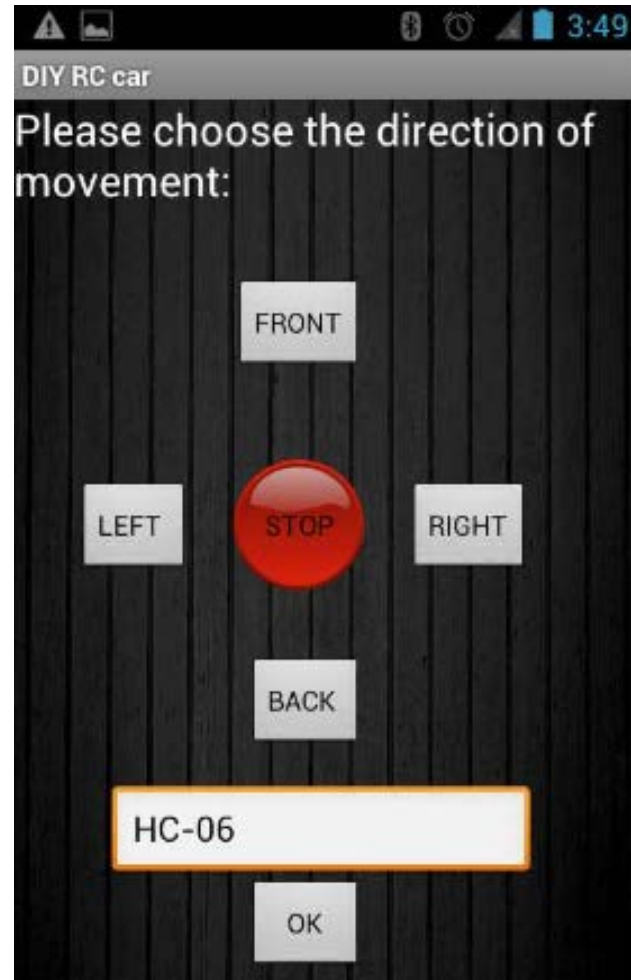 3:49
DIY RC car
Please choose the direction of
movement:
FRONT
LEFT STOP RIGHT
BACK
HC-06
OK